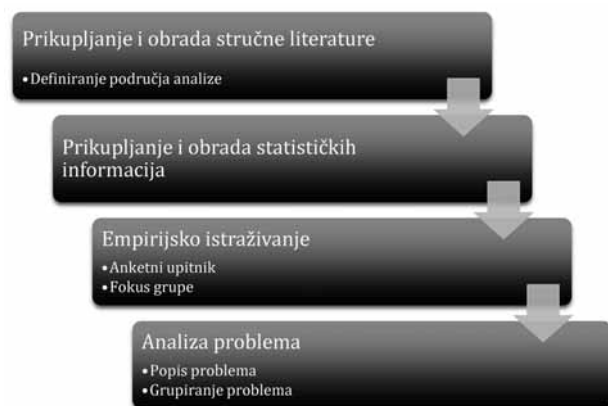 Prikupljanje i obrada stručne literature
•Definiranje područja analize
Prikupljanje i obrada statističkih
informacija
Empirijsko istraživanje
•Anketni upitnik
•Fokus grupe
Analiza problema
•Popis problema
•Grupiranje problema